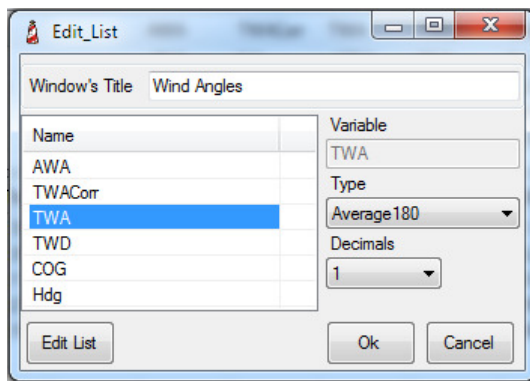 Edit_List
Window's Title Wind Angles
Name
AWA
TWACorr
TWA
TWD
COG
Hdg
Variable
TWA
Type
Average180
Decimals
1
Edit List Ok Cancel